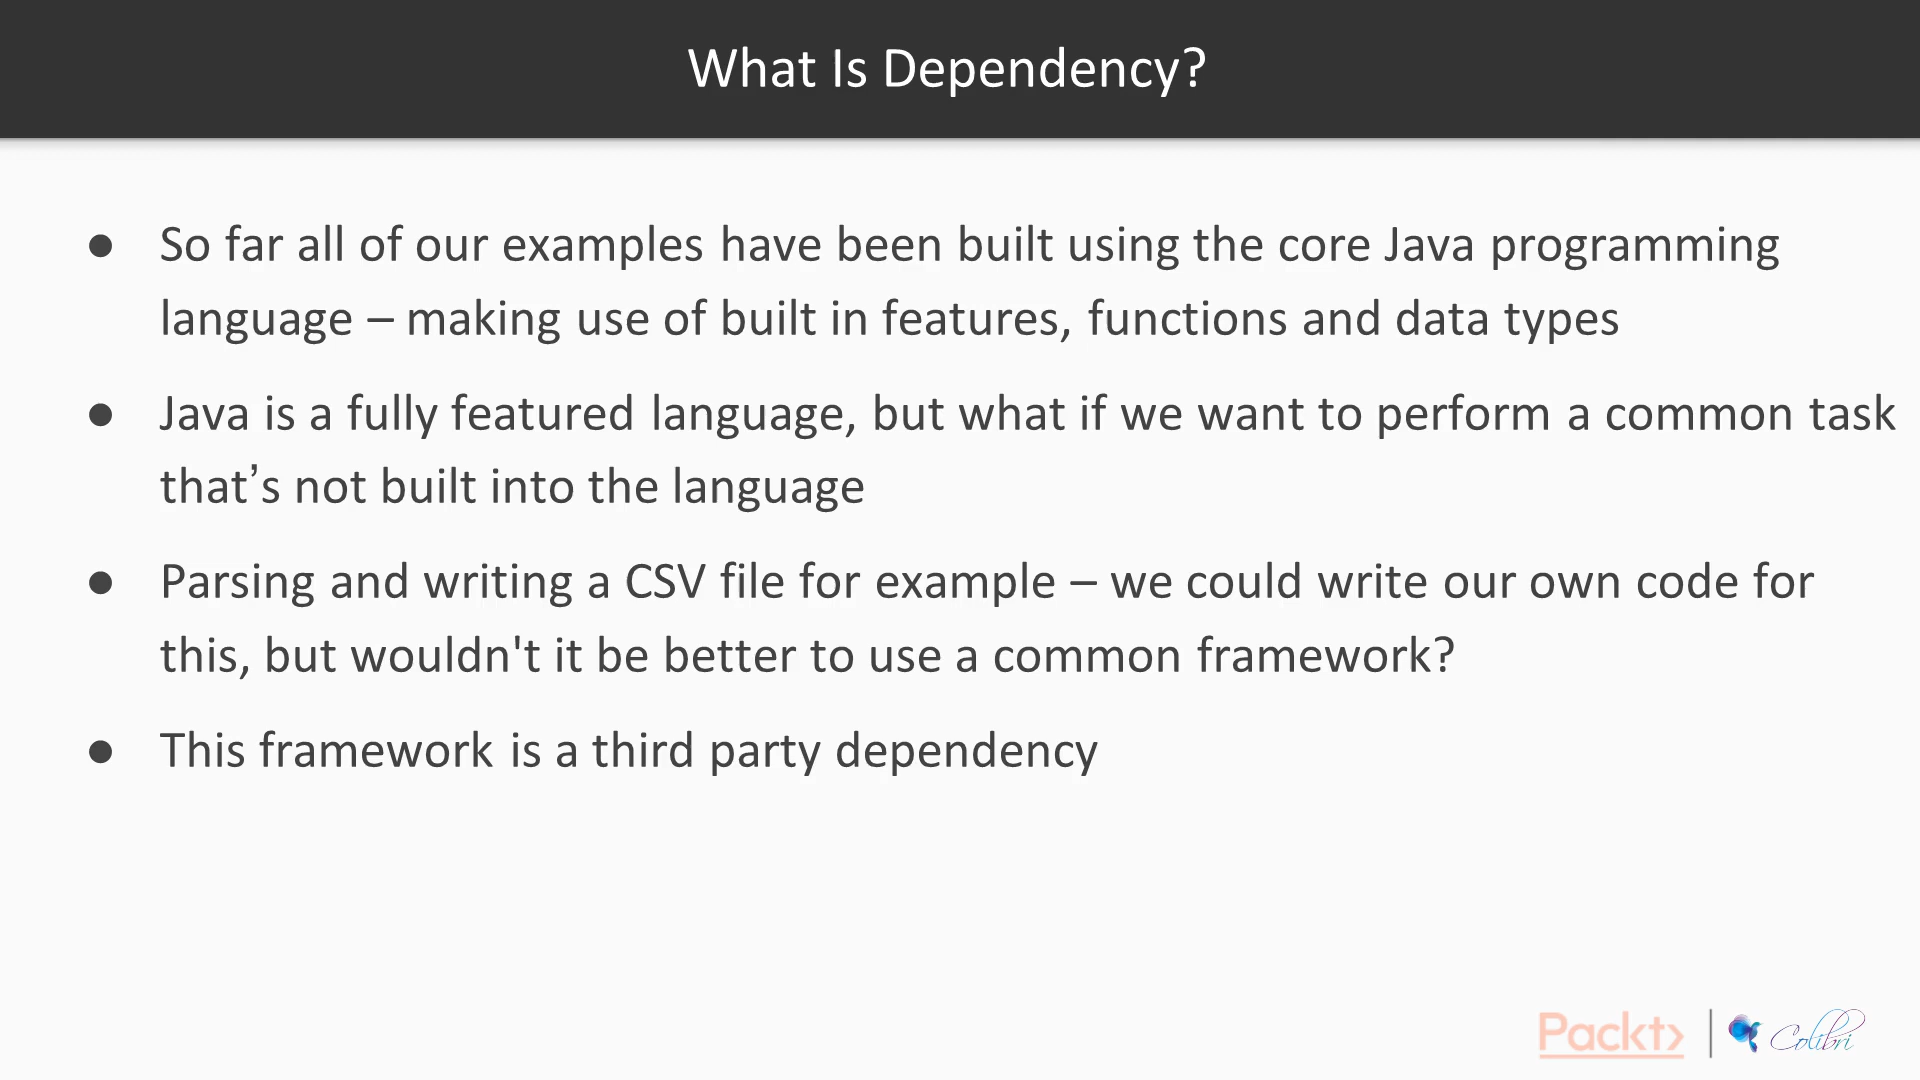 What Is Dependency?
● So far all of our examples have been built using the core Java programming
language – making use of built in features, functions and data types
● Java is a fully featured language, but what if we want to perform a common task
that’s not built into the language
● Parsing and writing a CSV file for example – we could write our own code for
this, but wouldn't it be better to use a common framework?
● This framework is a third party dependency
Packt> | Colibri